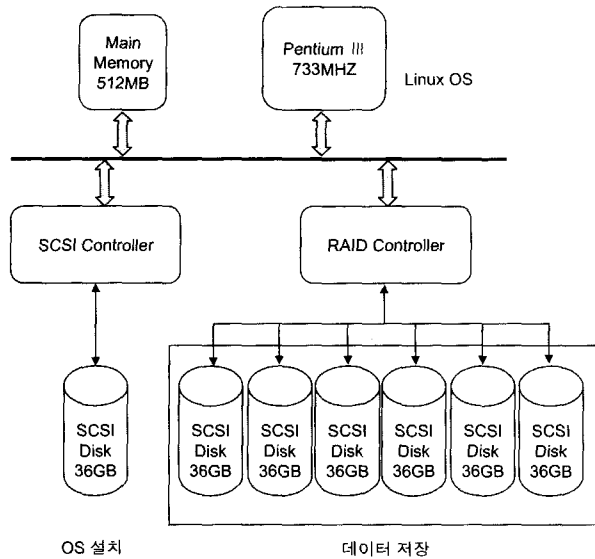 Main
Memory
512MB
Pentium III
733MHZ
Linux OS
SCSI Controller
RAID Controller
SCSI
Disk
36GB
SCSI
Disk
36GB
SCSI
Disk
36GB
SCSI
Disk
36GB
SCSI
Disk
36GB
SCSI
Disk
36GB
SCSI
Disk
36GB
OS 설치
데이터 저장